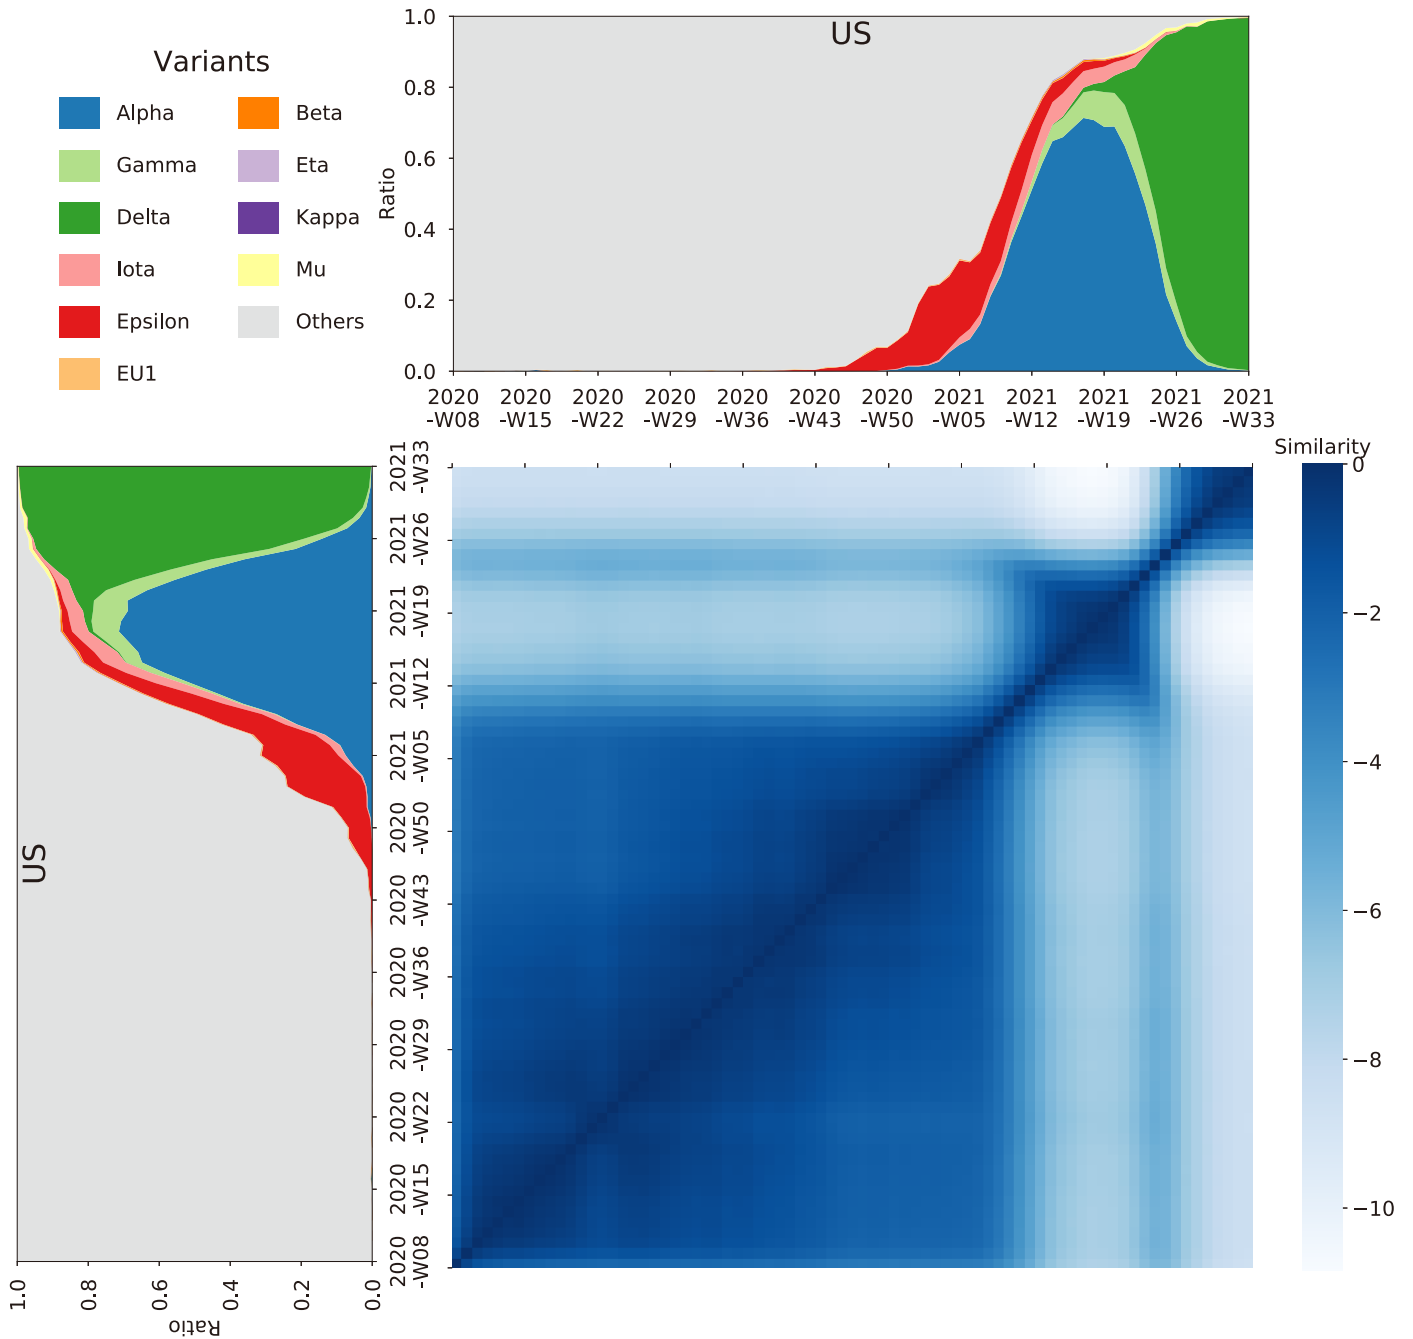 Variants
Alpha
Gamma
Delta
Iota
Epsilon
EU1
Beta
Eta
Kappa
Mu
Others
US
Ratio
1.0
0.8
0.6
0.4
0.2
0.0
2020 2020 2020 2020 2020 2020 2020 2021 2021 2021 2021 2021
-W08 -W15 -W22 -W29 -W36 -W43 -W50 -W05 -W12 -W19 -W26 -W33
US
2021
-W33
2021
-W26
2021
-W19
2021
-W12
2021
-W05
2020
-W50
2020
-W43
2020
-W36
2020
-W29
2020
-W22
2020
-W15
2020
-W08
1.0 0.8 0.6 0.4 0.2 0.0
Ratio
Similarity
0
−2
−4
−6
−8
−10